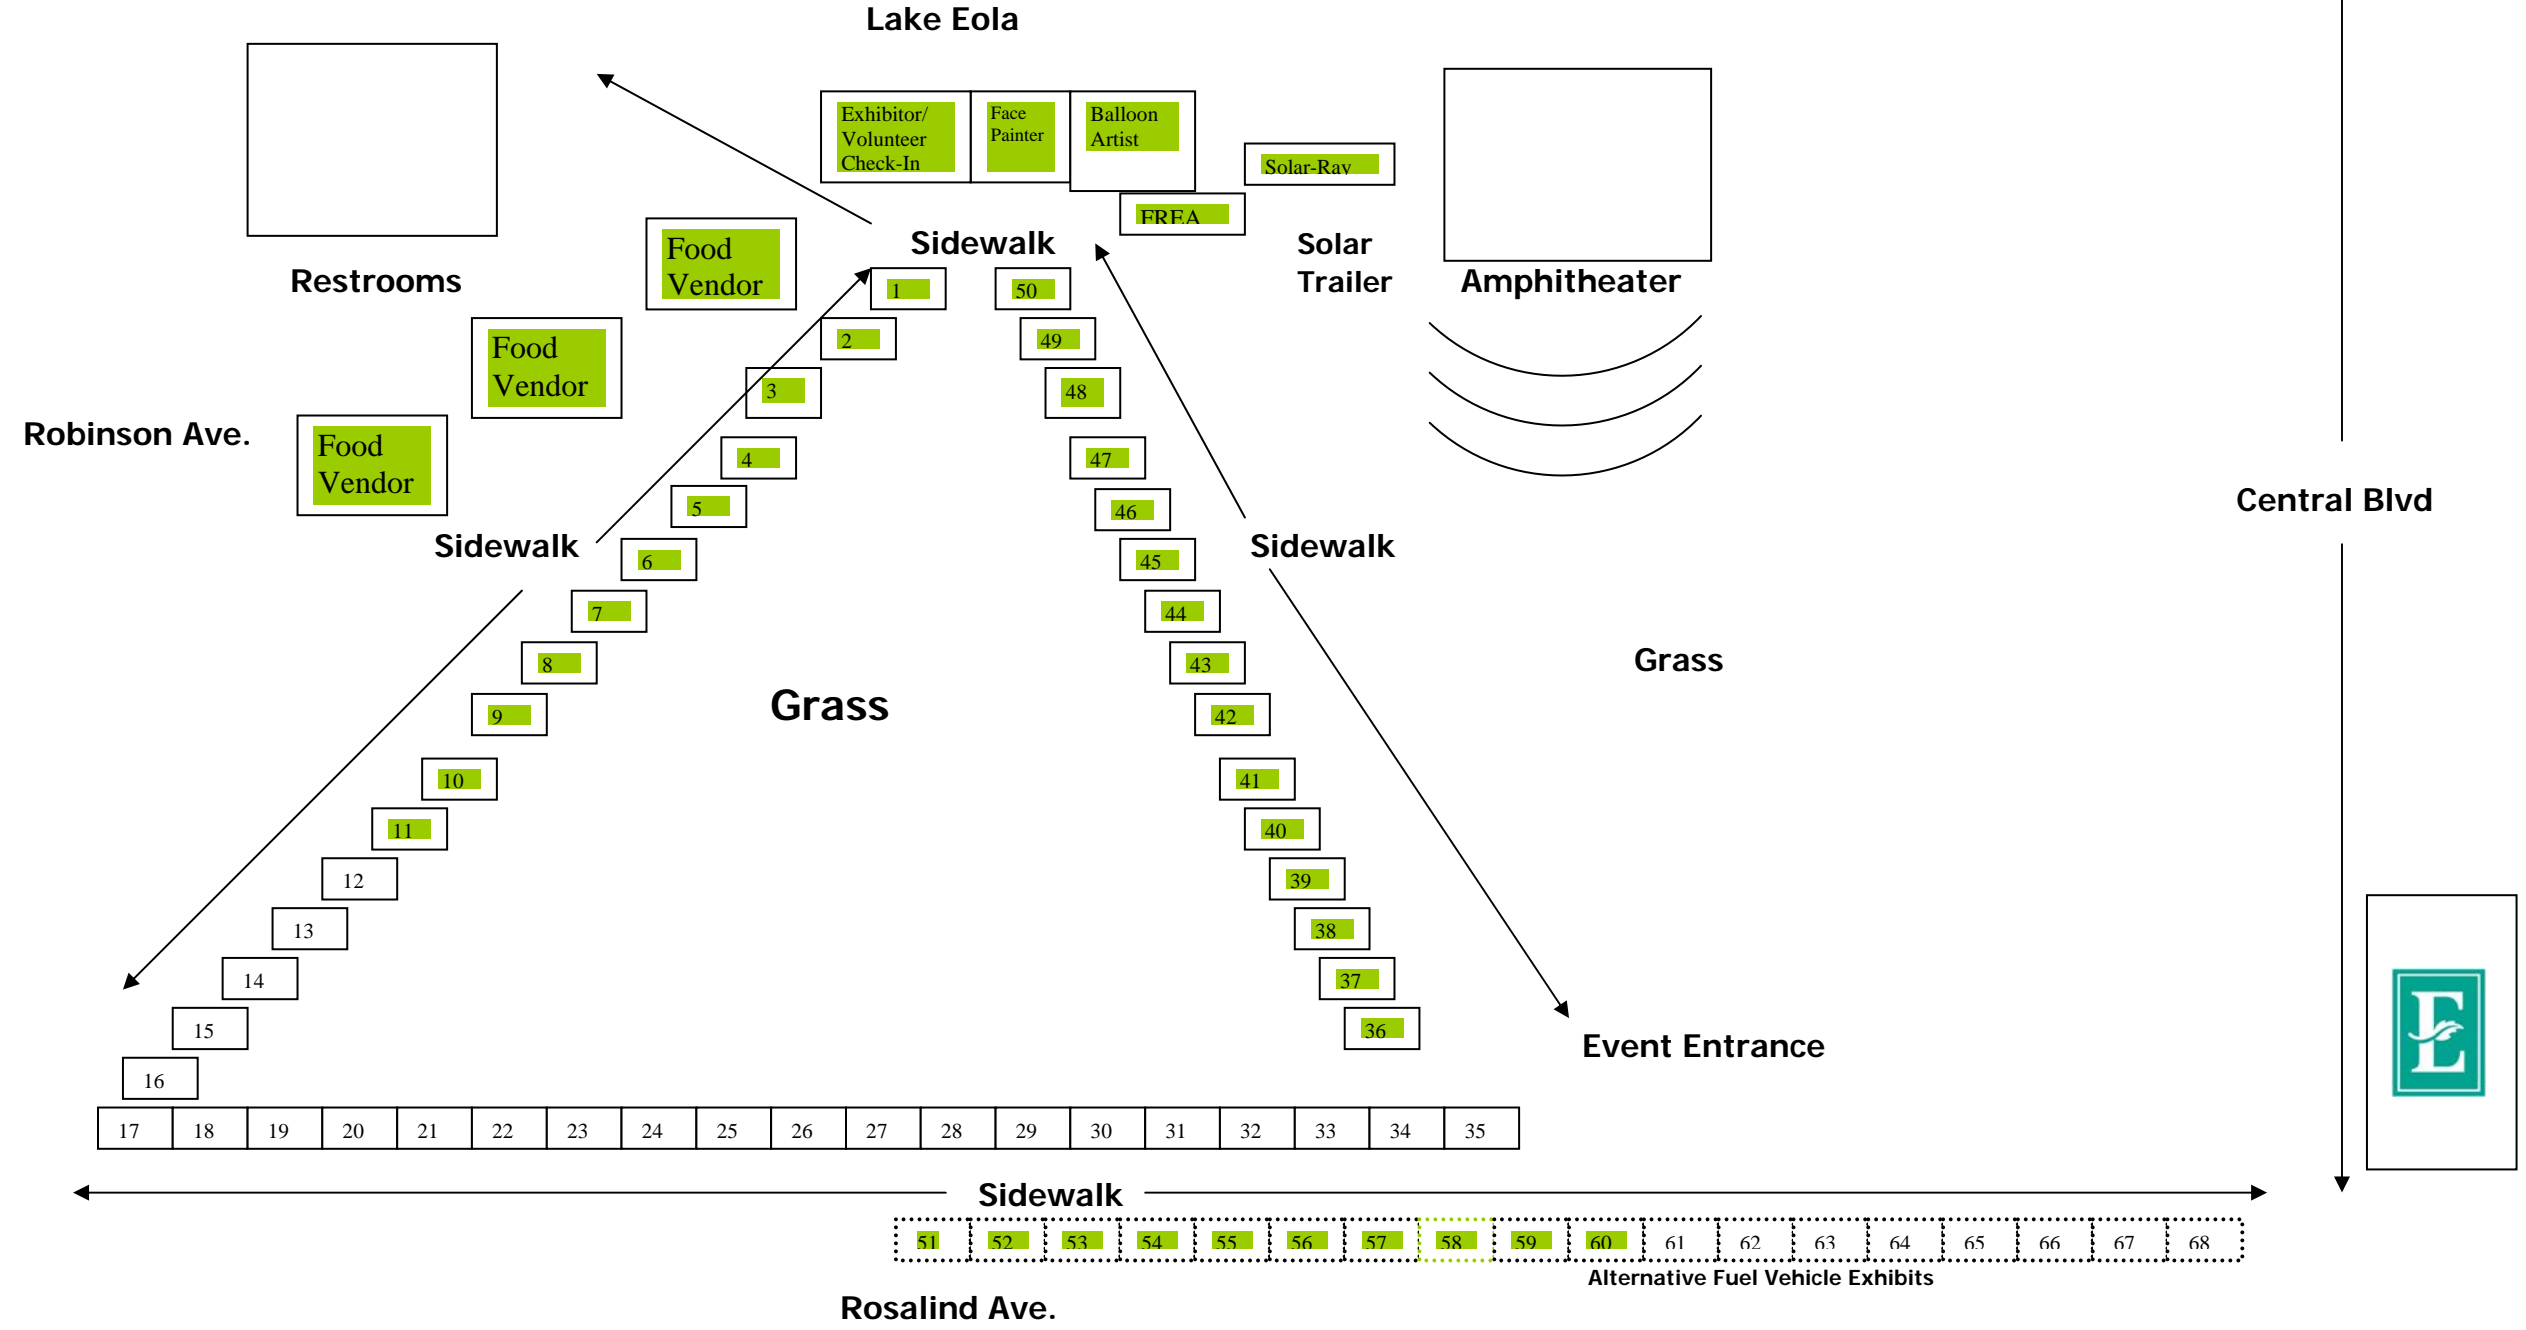 Lake Eola
Exhibitor/
Volunteer
Check-In
Face
Painter
Balloon
Artist
Solar-Ray
FREA
Sidewalk
Solar
Trailer
Restrooms
Amphitheater
Food
Vendor
Food
Vendor
Food
Vendor
Robinson Ave.
Central Blvd
Sidewalk
Sidewalk
1
50
2
49
3
48
4
47
5
46
6
45
7
44
8
43
Grass
9
Grass
42
10
41
11
40
12
39
13
38
14
37
15
36
Event Entrance
E
16
17 18 19 20 21 22 23 24 25 26 27 28 29 30 31 32 33 34 35
Sidewalk
51 52 53 54 55 56 57 58 59 60 61 62 63 64 65 66 67 68
Alternative Fuel Vehicle Exhibits
Rosalind Ave.